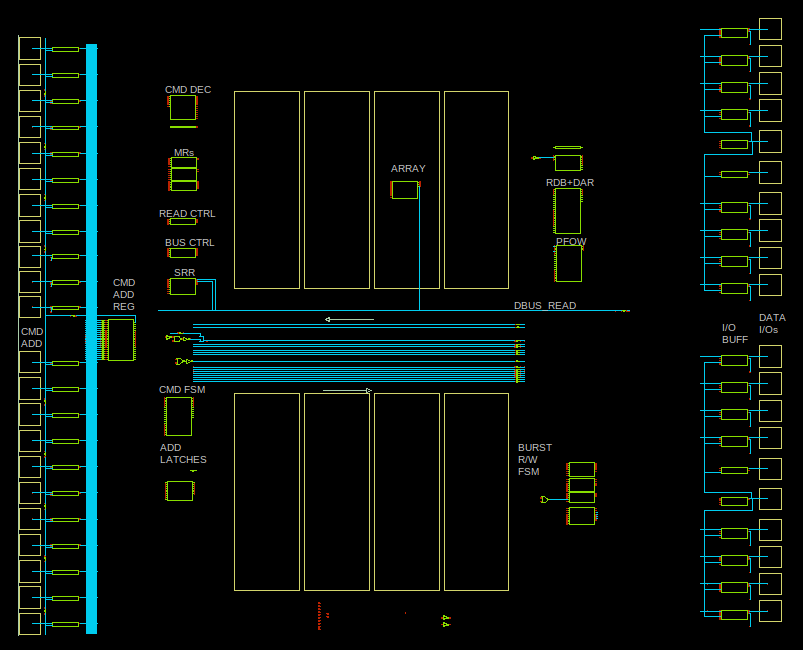 CMD DEC
MRs
READ CTRL
BUS CTRL
SRR
CMD
ADD
REG
CMD
ADD
ARRAY
RDB+DAR
PFOW
DBUS_READ
I/O
BUFF
DATA
I/Os
CMD FSM
ADD
LATCHES
BURST
R/W
FSM